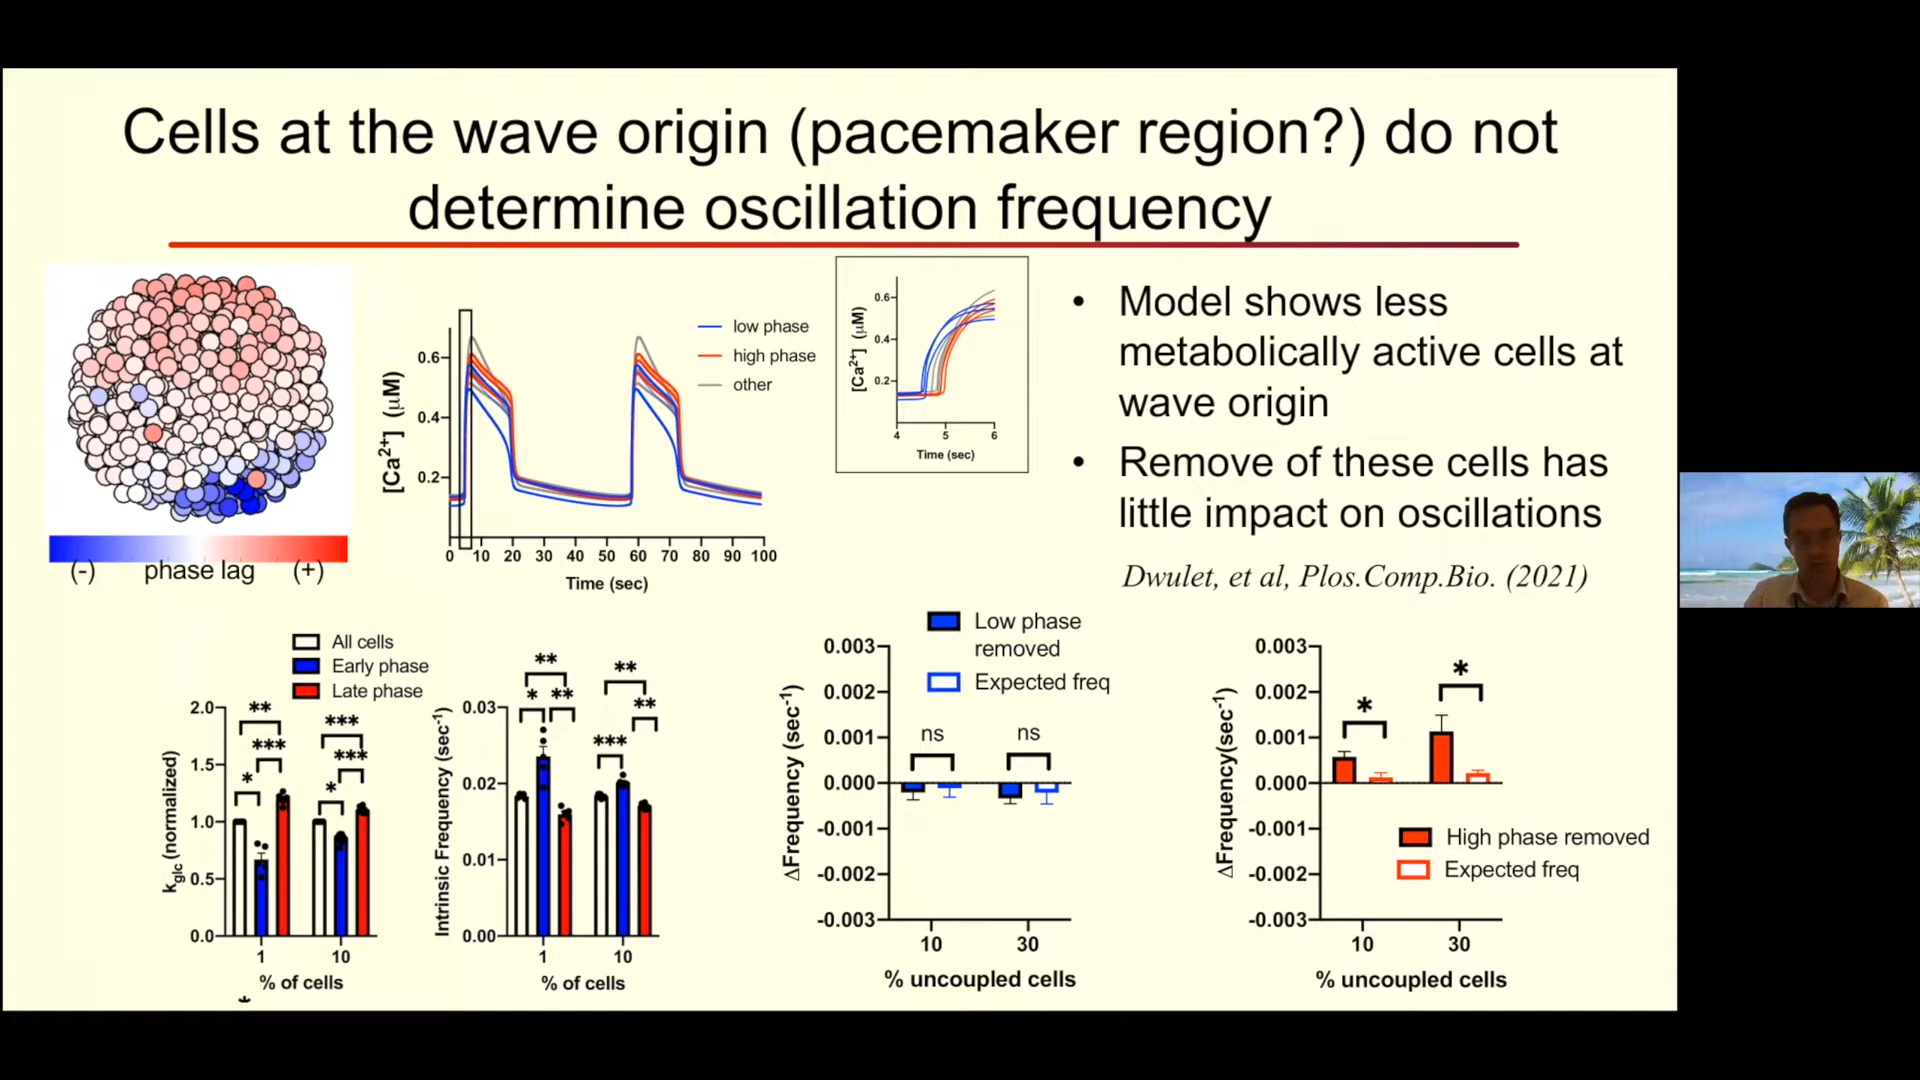 Cells at the wave origin (pacemaker region?) do not
determine oscillation frequency
(-) phase lag (+)
[Ca2+] (μM)
0.6
0.4
0.2
low phase
high phase
other
0 10 20 30 40 50 60 70 80 90 100
Time (sec)
[Ca2+] (μM)
0.6
0.4
0.2
4 5 6
Time (sec)
• Model shows less
metabolically active cells at
wave origin
• Remove of these cells has
little impact on oscillations
Dwulet, et al, Plos.Comp.Bio. (2021)
All cells
Early phase
Late phase
kglc (normalized)
2.0
1.5
1.0
0.5
0.0
** ***
*** ***
* *
1 10
% of cells
*
Intrinsic Frequency (sec-1)
0.03
0.02
0.01
0.00
** **
* ** **
***
1 10
% of cells
Low phase
removed
Expected freq
ΔFrequency (sec-1)
0.003
0.002
0.001
0.000
-0.001
-0.002
-0.003
ns ns
10 30
% uncoupled cells
ΔFrequency(sec-1)
0.003
0.002
0.001
0.000
-0.001
-0.002
-0.003
* *
High phase removed
Expected freq
10 30
% uncoupled cells